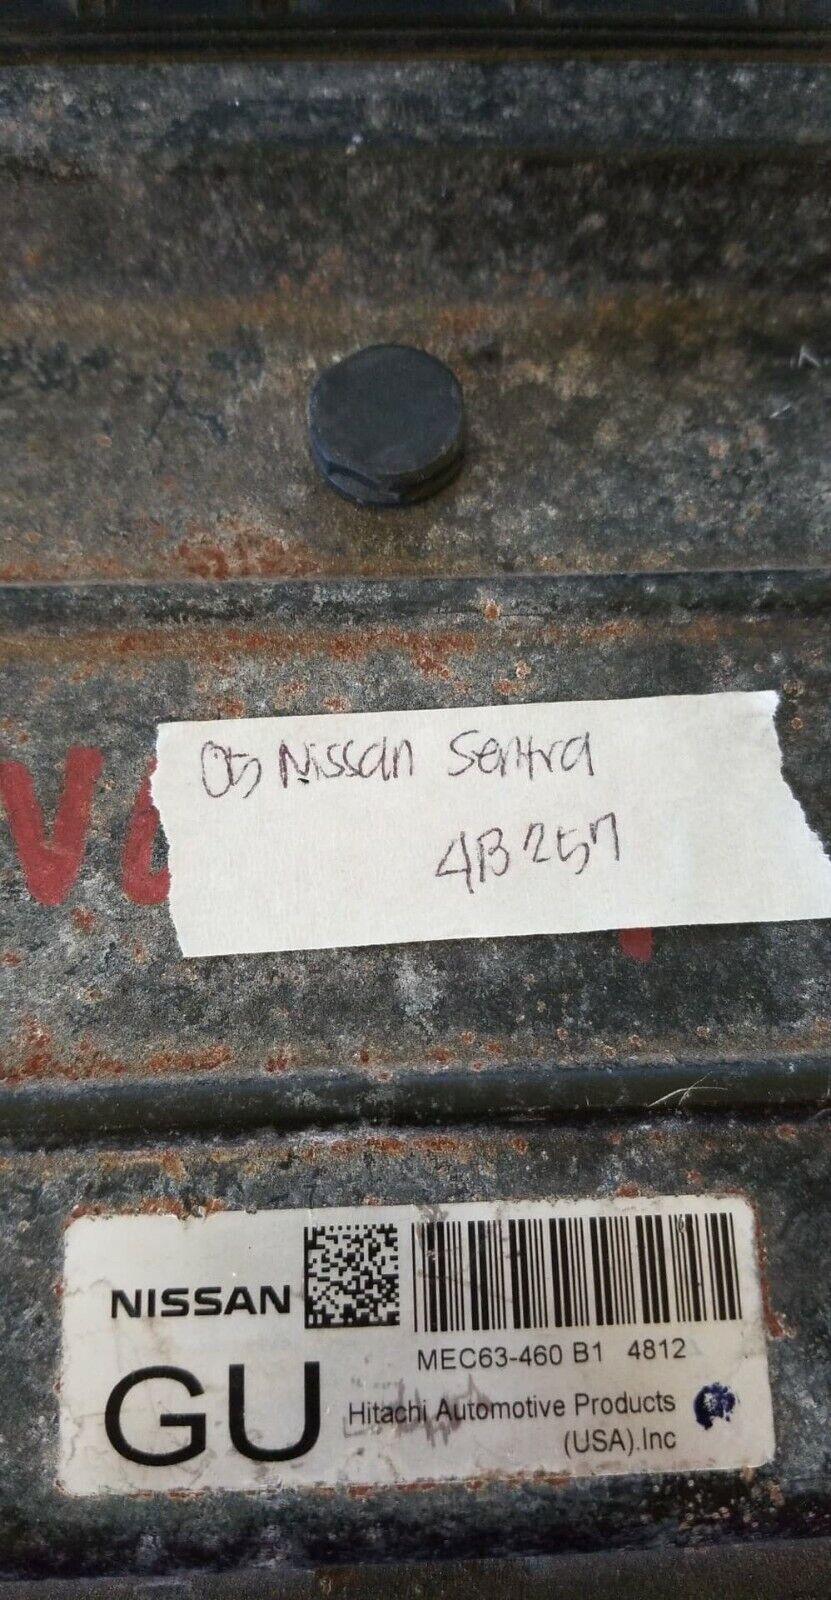 05 Nissan Sentra
4B257
NISSAN
GU
MEC63-460 B1 4812
Hitachi Automotive Products
(USA).Inc